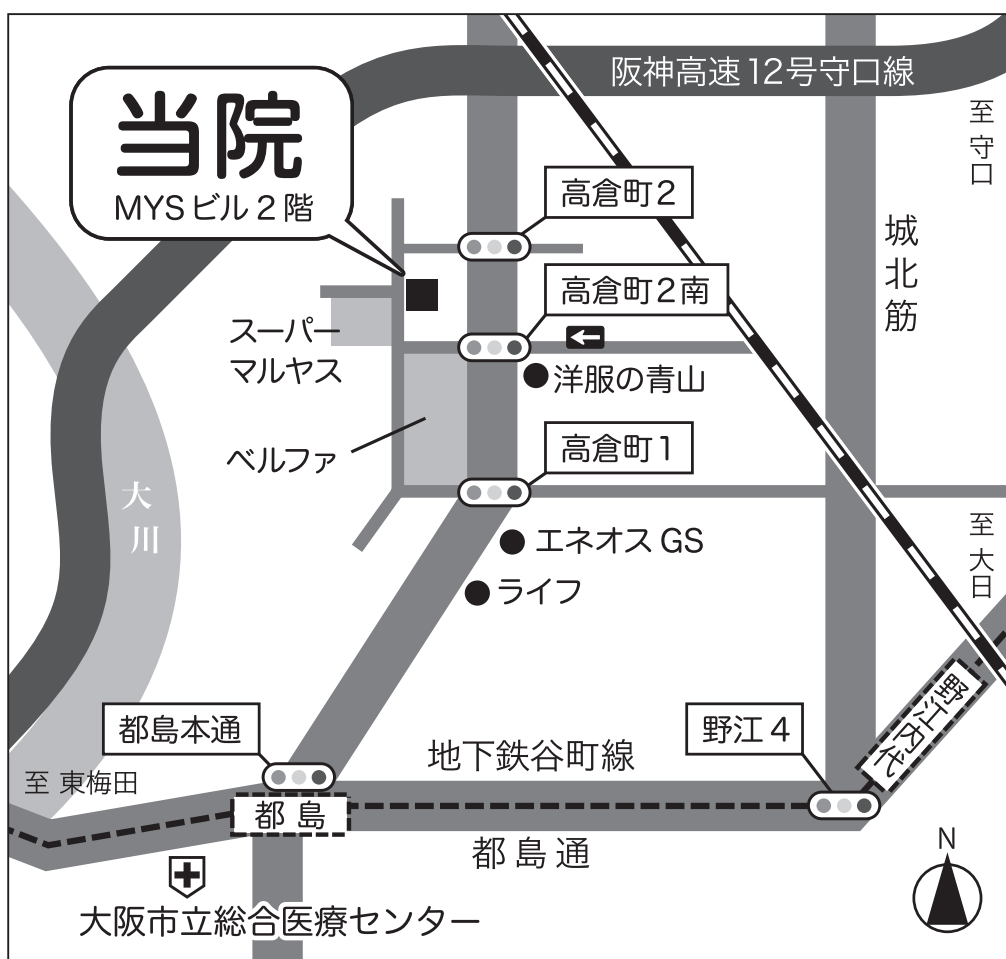 阪神高速12号守口線
至 守口
当院
MYSビル2階
高倉町2
城北筋
高倉町2南
スーパー
マルヤス
洋服の青山
高倉町1
ベルファ
大川
至 大日
エネオスGS
ライフ
野江内代
都島本通
野江4
地下鉄谷町線
至 東梅田
都島
都島通
N
大阪市立総合医療センター